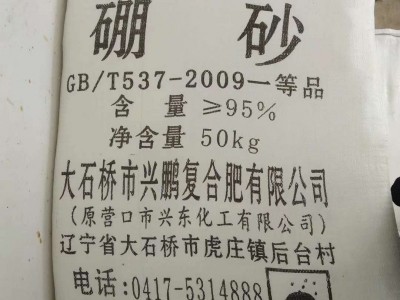 硼 砂
GB/T537-2009一等品
含 量 ≥95%
净含量 50kg
大石桥市兴鹏复合肥有限公司
(原营口市兴东化工有限公司)
辽宁省大石桥市虎庄镇后台村
电话:0417-5314888